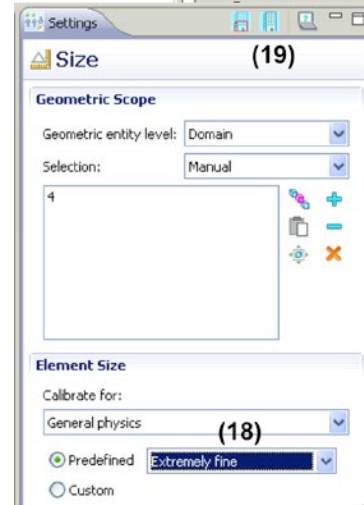 Settings
(19)
Size
Geometric Scope
Geometric entity level: Domain
Selection: Manual
4
Element Size
Calibrate for:
General physics
(18)
Predefined Extremely fine
Custom